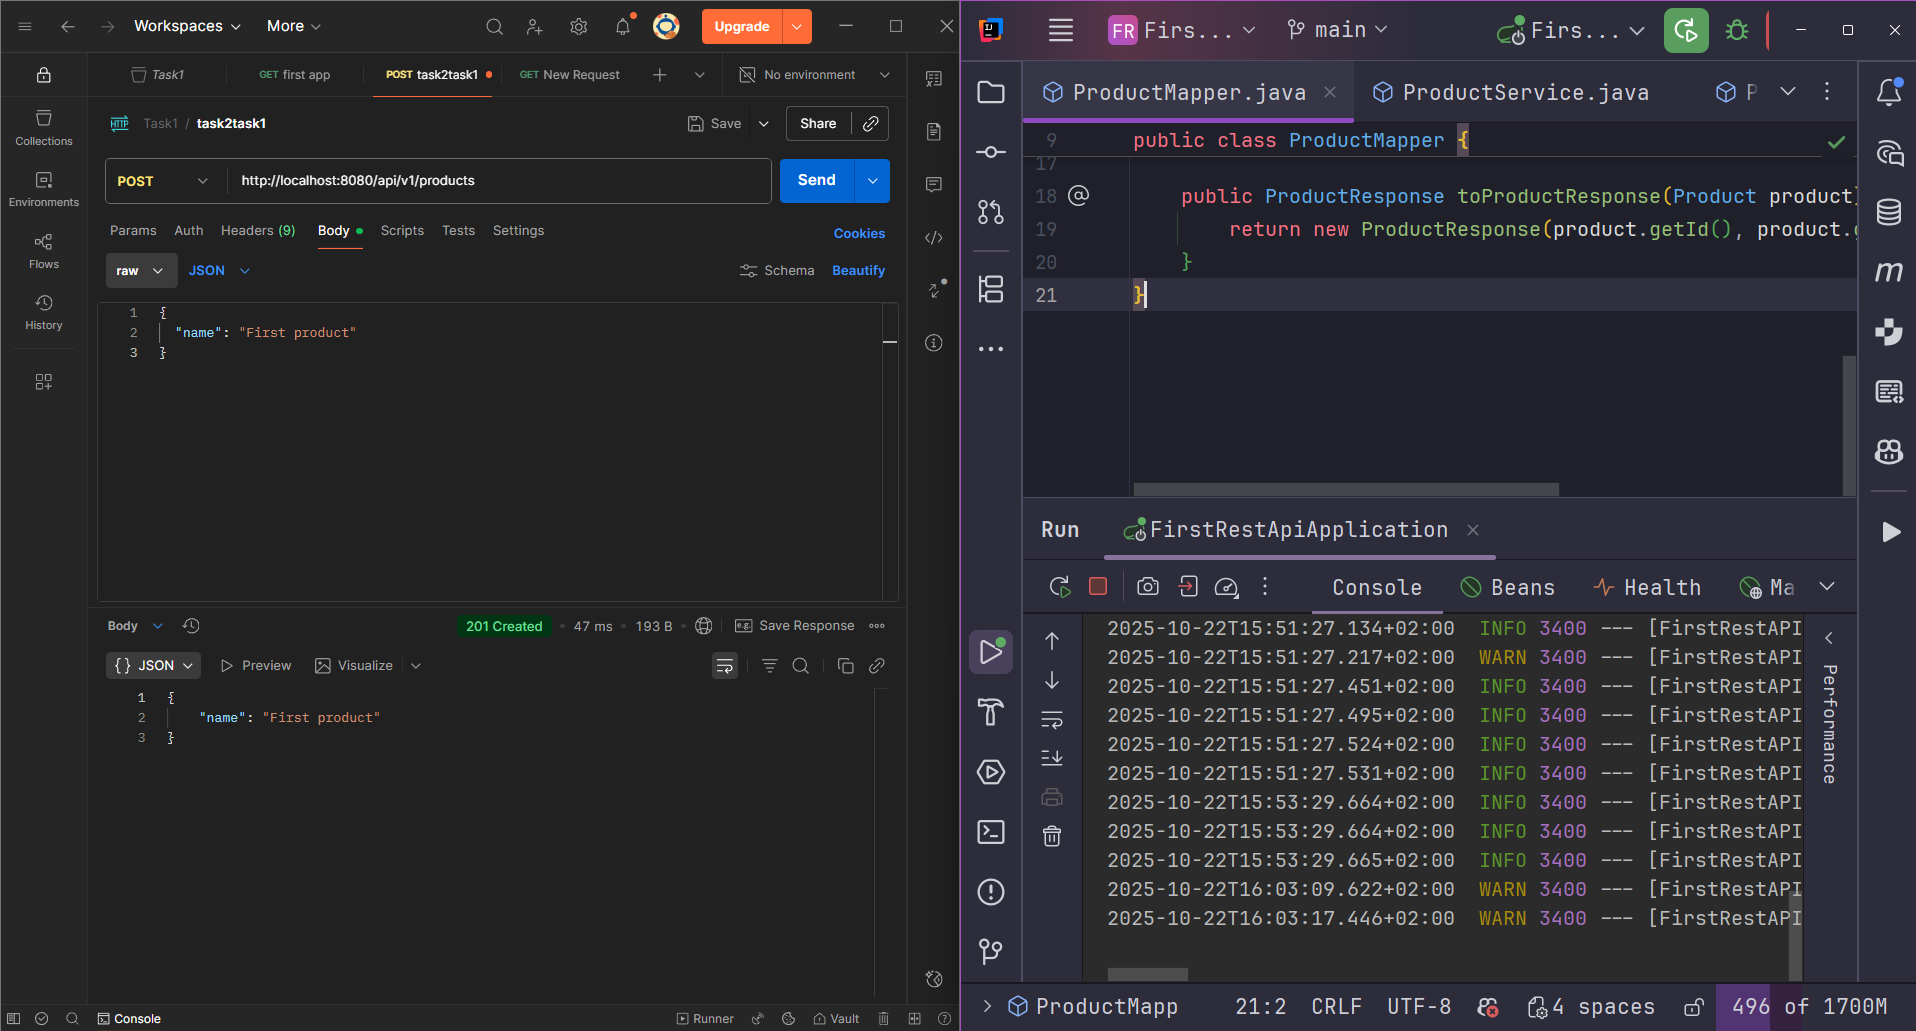 Workspaces
More
Upgrade
Task1
GET first app
POST task2task1
GET New Request
No environment
HTTP Task1 / task2task1
Save
Share
POST
http://localhost:8080/api/v1/products
Send
Params
Auth
Headers (9)
Body
Scripts
Tests
Settings
Cookies
raw
JSON
Schema
Beautify
1 {
2 "name": "First product"
3 }
Collections
Environments
Flows
History
Body
201 Created
47 ms
193 B
e.g. Save Response
{} JSON
Preview
Visualize
1 {
2 "name": "First product"
3 }
Console
Runner
Vault
IJ
FR Firs...
main
Firs...
ProductMapper.java
ProductService.java
P
9 public class ProductMapper {
17
18 @ public ProductResponse toProductResponse(Product product)
19 return new ProductResponse(product.getId(), product.g
20 }
21 }
Run
FirstRestApiApplication
Console
Beans
Health
Ma
2025-10-22T15:51:27.134+02:00 INFO 3400 --- [FirstRestAPI
2025-10-22T15:51:27.217+02:00 WARN 3400 --- [FirstRestAPI
2025-10-22T15:51:27.451+02:00 INFO 3400 --- [FirstRestAPI
2025-10-22T15:51:27.495+02:00 INFO 3400 --- [FirstRestAPI
2025-10-22T15:51:27.524+02:00 INFO 3400 --- [FirstRestAPI
2025-10-22T15:51:27.531+02:00 INFO 3400 --- [FirstRestAPI
2025-10-22T15:53:29.664+02:00 INFO 3400 --- [FirstRestAPI
2025-10-22T15:53:29.664+02:00 INFO 3400 --- [FirstRestAPI
2025-10-22T15:53:29.665+02:00 INFO 3400 --- [FirstRestAPI
2025-10-22T16:03:09.622+02:00 WARN 3400 --- [FirstRestAPI
2025-10-22T16:03:17.446+02:00 WARN 3400 --- [FirstRestAPI
Performance
m
ProductMapp
21:2
CRLF
UTF-8
4 spaces
496 of 1700M